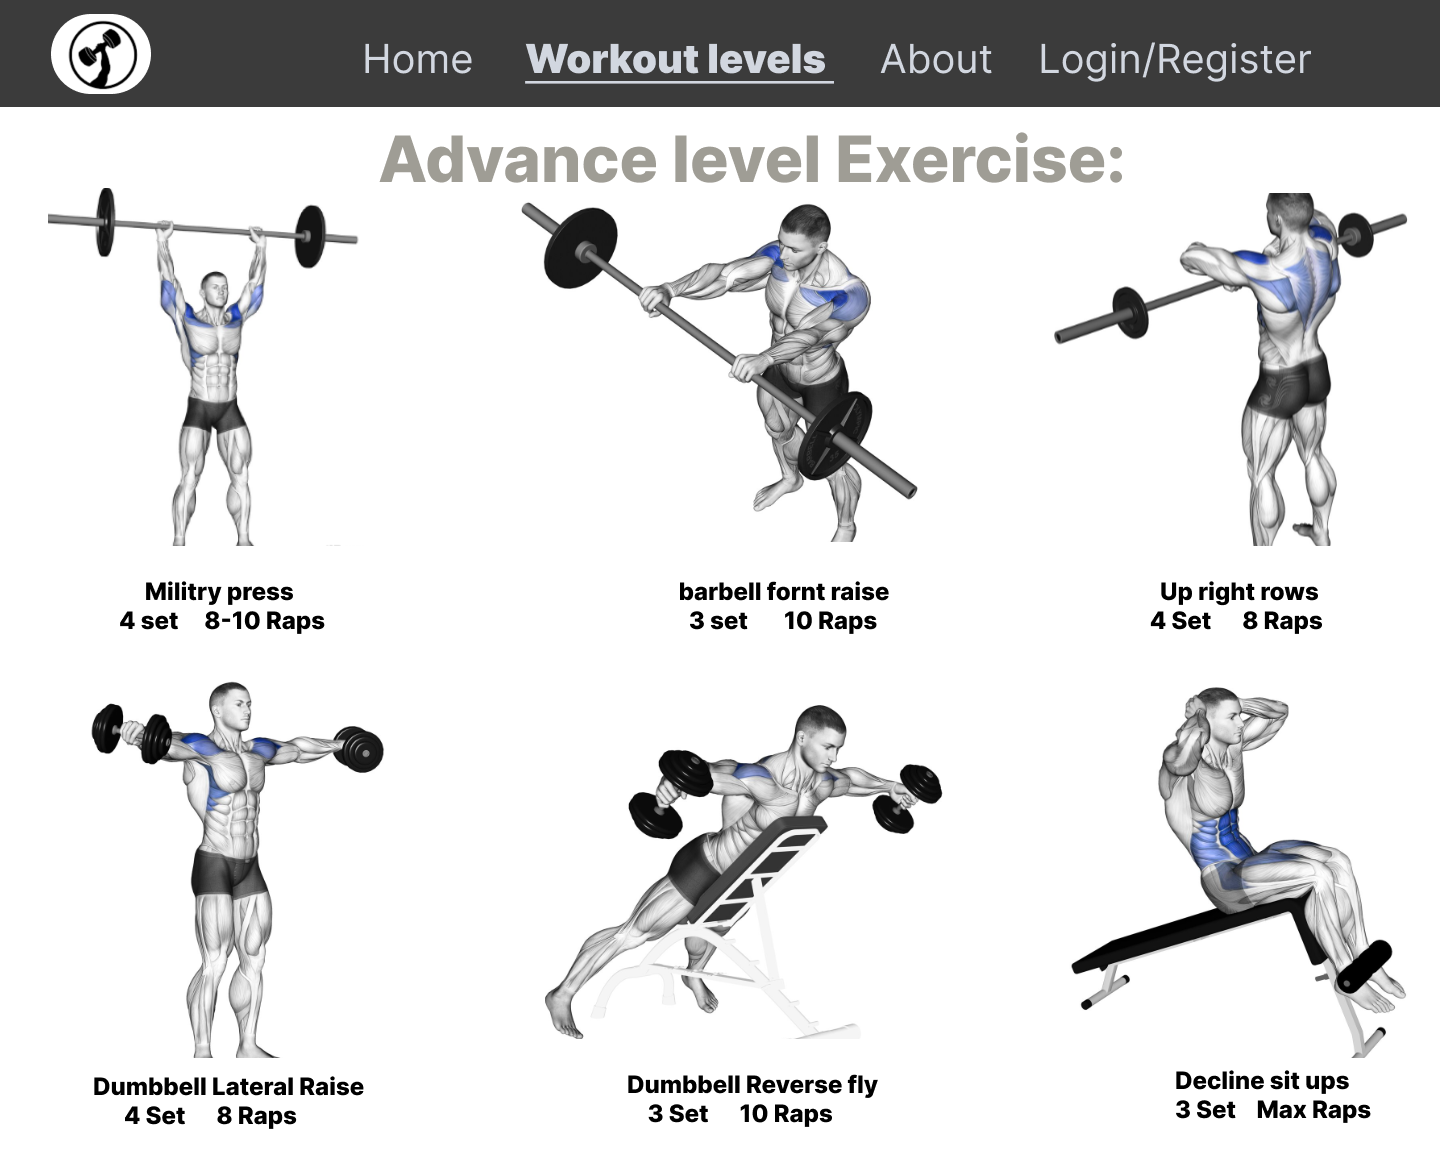 Home Workout levels About Login/Register
Advance level Exercise:
Militry press
4 set 8-10 Raps
barbell fornt raise
3 set 10 Raps
Up right rows
4 Set 8 Raps
Dumbbell Lateral Raise
4 Set 8 Raps
Dumbbell Reverse fly
3 Set 10 Raps
Decline sit ups
3 Set Max Raps